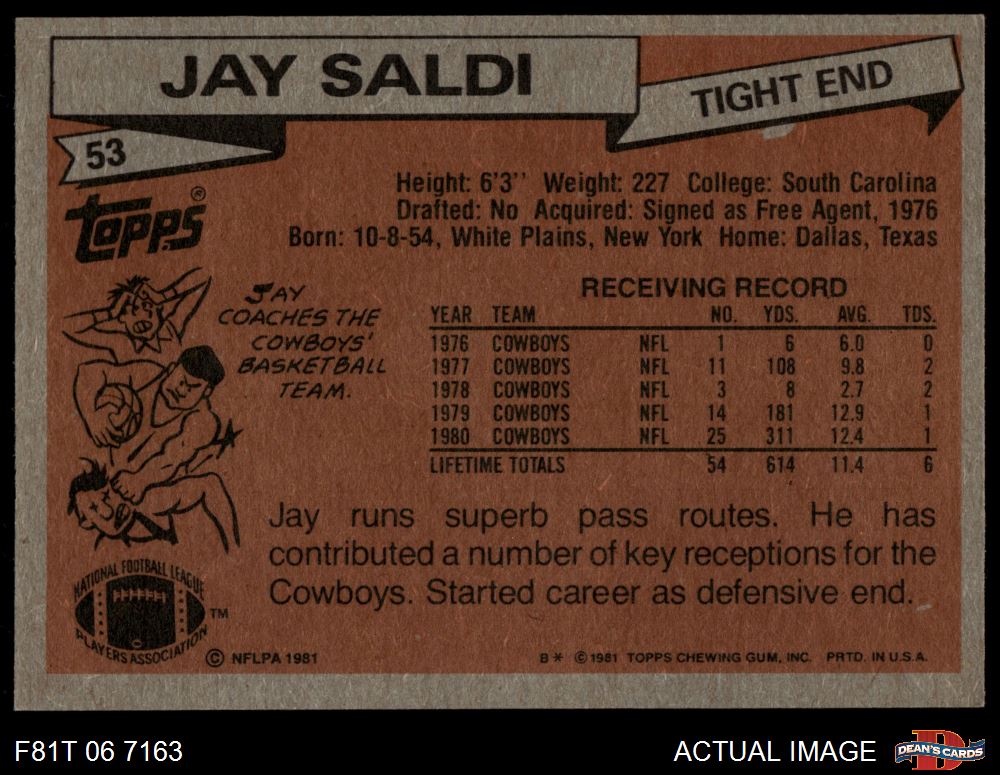 JAY SALDI
TIGHT END
53
topps®
Height: 6'3'' Weight: 227 College: South Carolina
Drafted: No Acquired: Signed as Free Agent, 1976
Born: 10-8-54, White Plains, New York Home: Dallas, Texas
JAY
COACHES THE
COWBOYS'
BASKETBALL
TEAM.
RECEIVING RECORD
YEAR TEAM NO. YDS. AVG. TDS.
1976 COWBOYS NFL 1 6 6.0 0
1977 COWBOYS NFL 11 108 9.8 2
1978 COWBOYS NFL 3 8 2.7 2
1979 COWBOYS NFL 14 181 12.9 1
1980 COWBOYS NFL 25 311 12.4 1
LIFETIME TOTALS 54 614 11.4 6
Jay runs superb pass routes. He has
contributed a number of key receptions for the
Cowboys. Started career as defensive end.
NATIONAL FOOTBALL LEAGUE
PLAYERS ASSOCIATION
TM
© NFLPA 1981
B* © 1981 TOPPS CHEWING GUM, INC. PRTD. IN U.S.A.
F81T 06 7163
ACTUAL IMAGE
D
DEAN'S CARDS